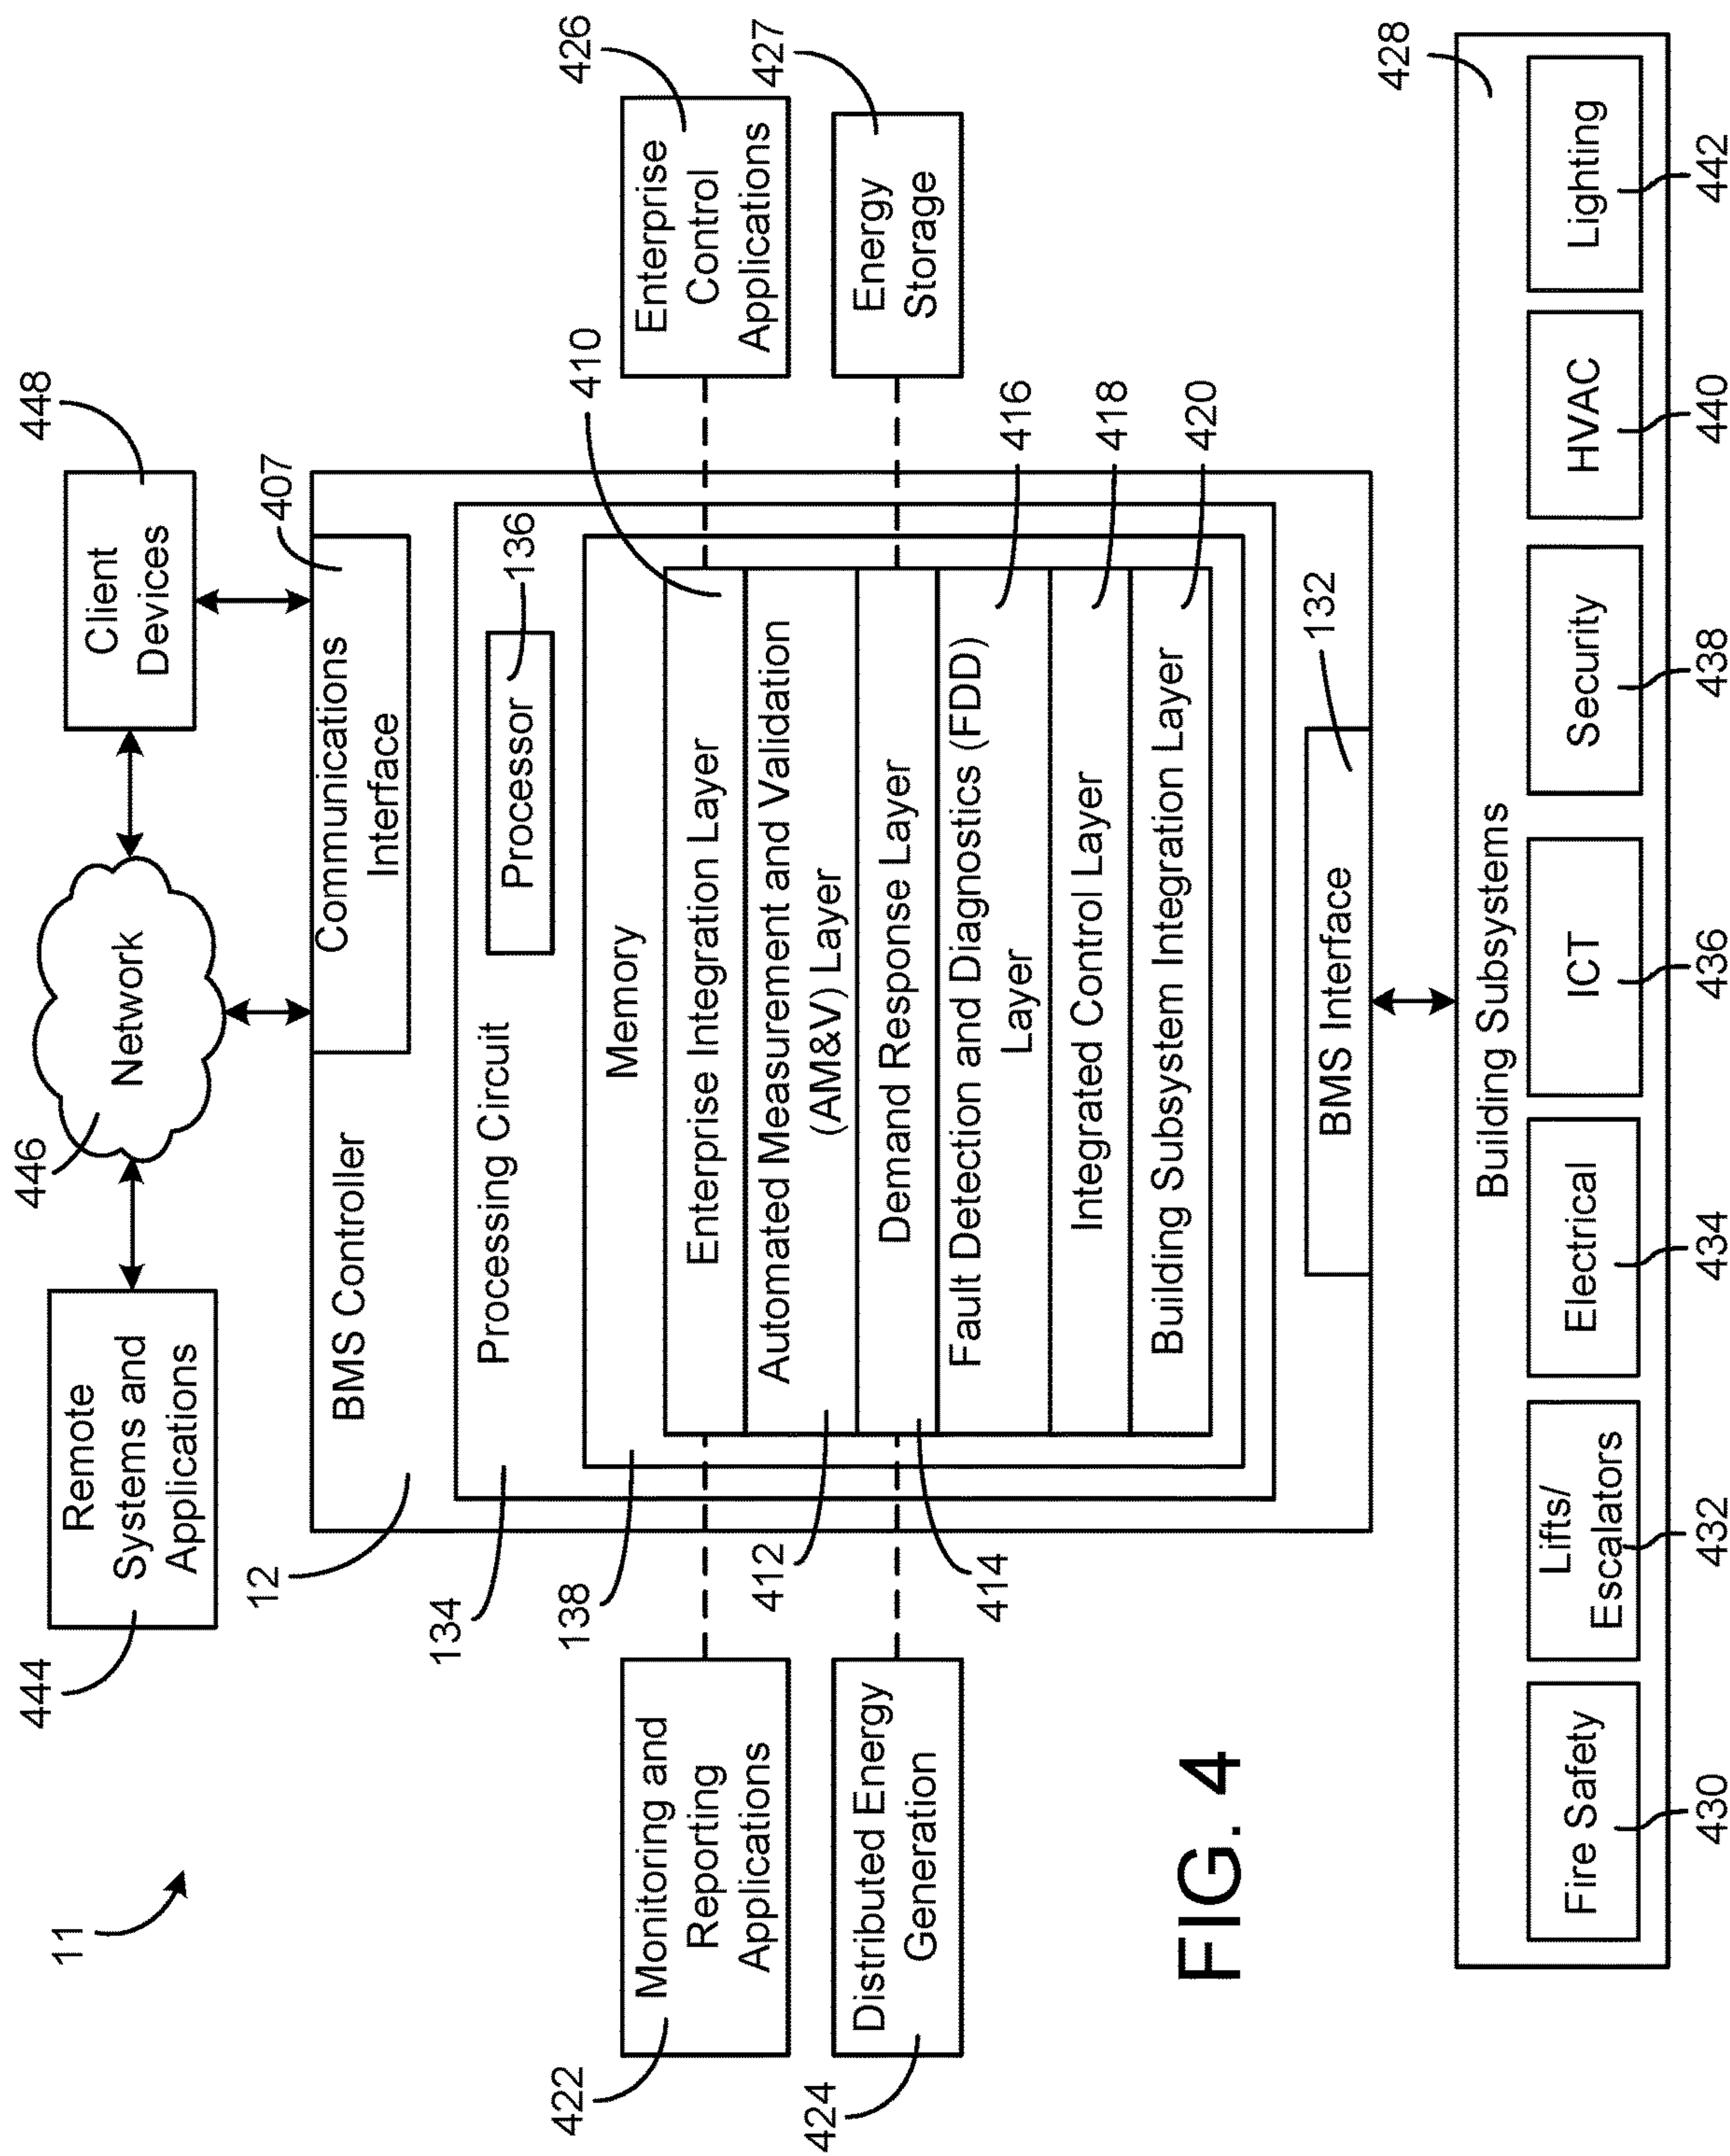 11
444
Remote
Systems and
Applications
446
Network
448
Client
Devices
12
BMS Controller
407
Communications
Interface
134
Processing Circuit
Processor
136
138
Memory
410
Enterprise Integration Layer
Automated Measurement and Validation
(AM&V) Layer
412
Demand Response Layer
414
Fault Detection and Diagnostics (FDD)
Layer
416
Integrated Control Layer
418
Building Subsystem Integration Layer
420
BMS Interface
132
422
Monitoring and
Reporting
Applications
424
Distributed Energy
Generation
426
Enterprise
Control
Applications
427
Energy
Storage
428
Building Subsystems
Fire Safety
Lifts/
Escalators
Electrical
ICT
Security
HVAC
Lighting
430
432
434
436
438
440
442
FIG. 4